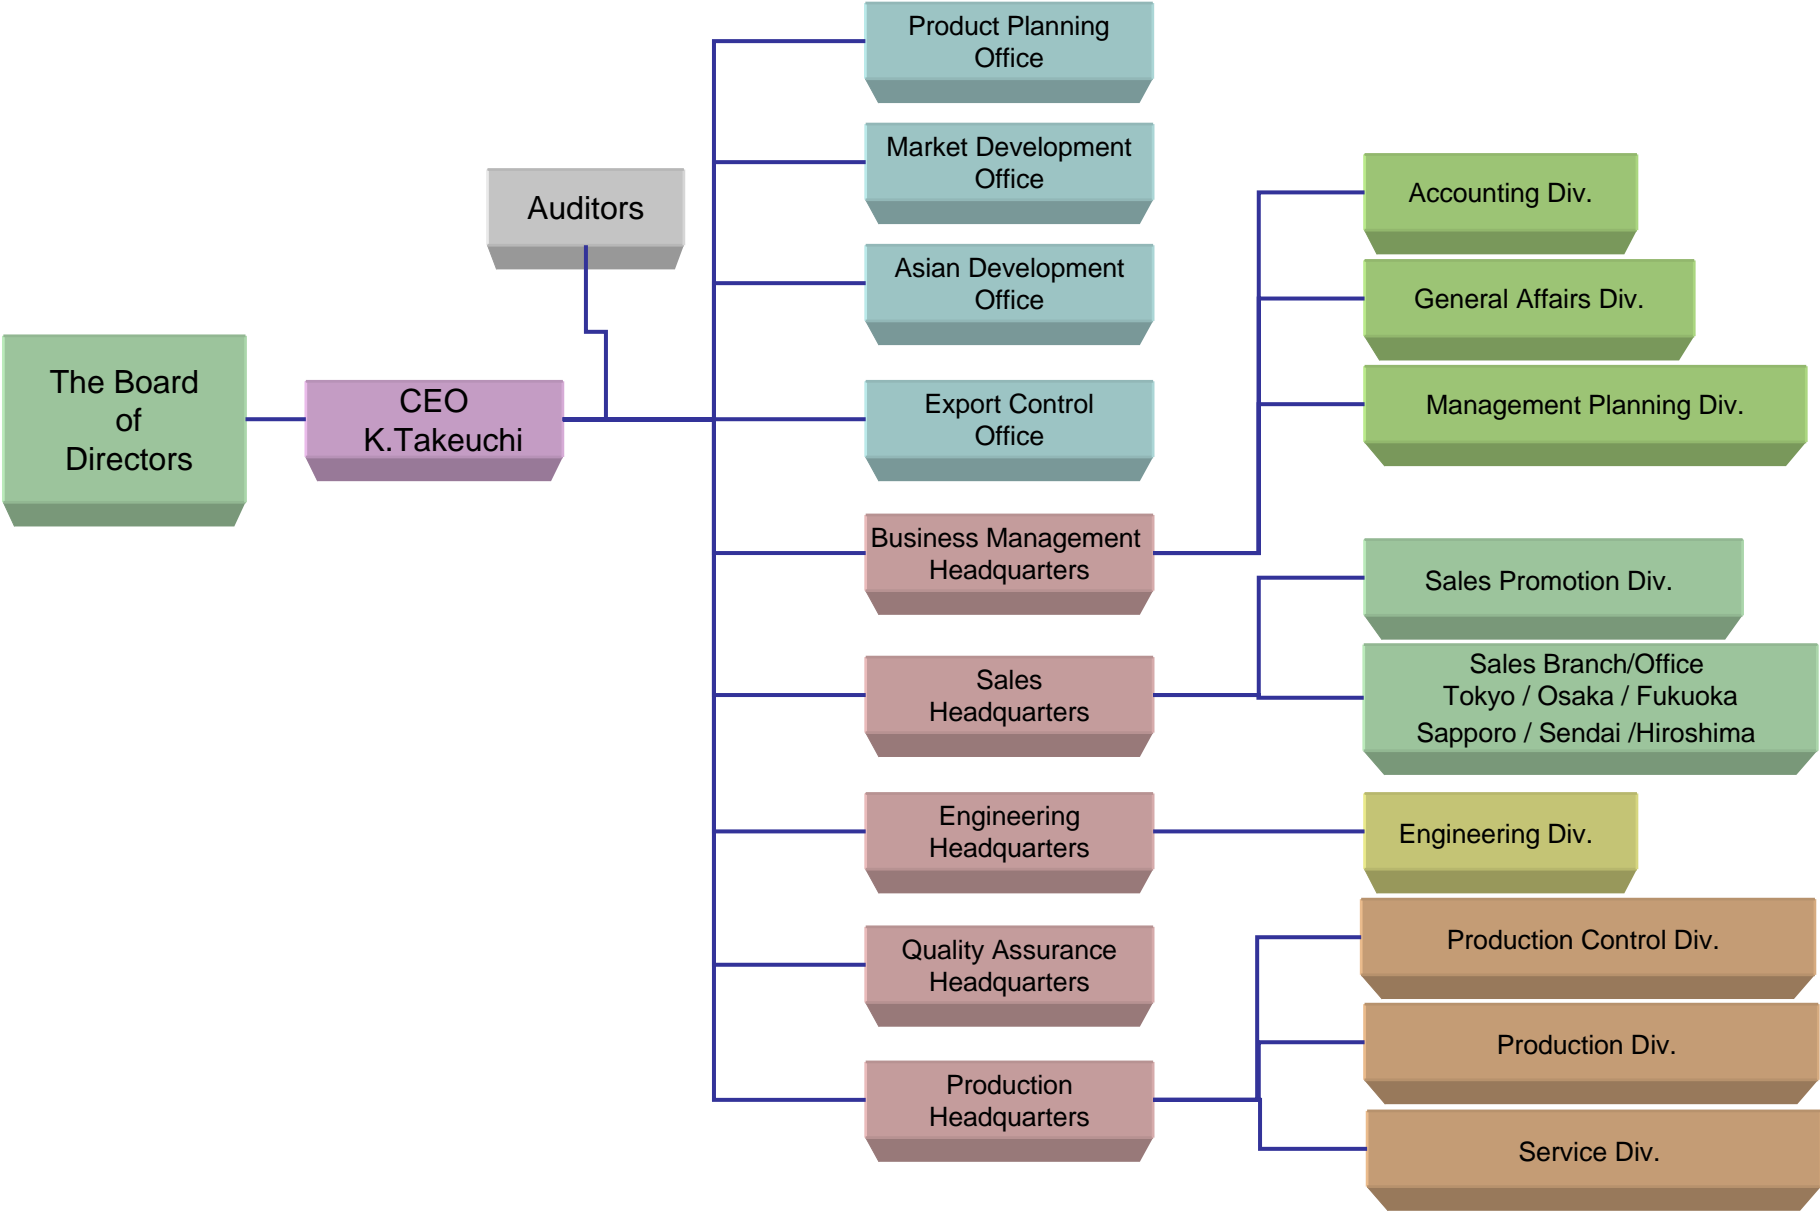 The Board
of
Directors
CEO
K.Takeuchi
Auditors
Product Planning
Office
Market Development
Office
Asian Development
Office
Export Control
Office
Business Management
Headquarters
Sales
Headquarters
Engineering
Headquarters
Quality Assurance
Headquarters
Production
Headquarters
Accounting Div.
General Affairs Div.
Management Planning Div.
Sales Promotion Div.
Sales Branch/Office
Tokyo / Osaka / Fukuoka
Sapporo / Sendai /Hiroshima
Engineering Div.
Production Control Div.
Production Div.
Service Div.